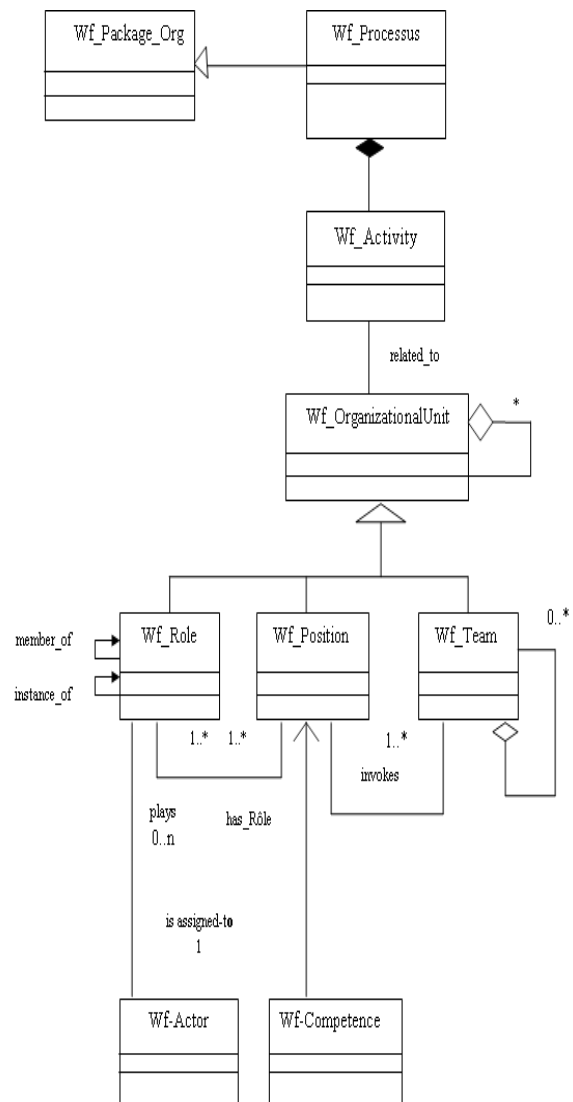 Wf_Package_Org
Wf_Processus
Wf_Activity
related_to
Wf_OrganizationalUnit
*
member_of
instance_of
Wf_Role
Wf_Position
Wf_Team
0..*
1..*
1..*
1..*
invokes
plays
0..n
has_Rôle
is assigned-to
1
Wf-Actor
Wf-Competence